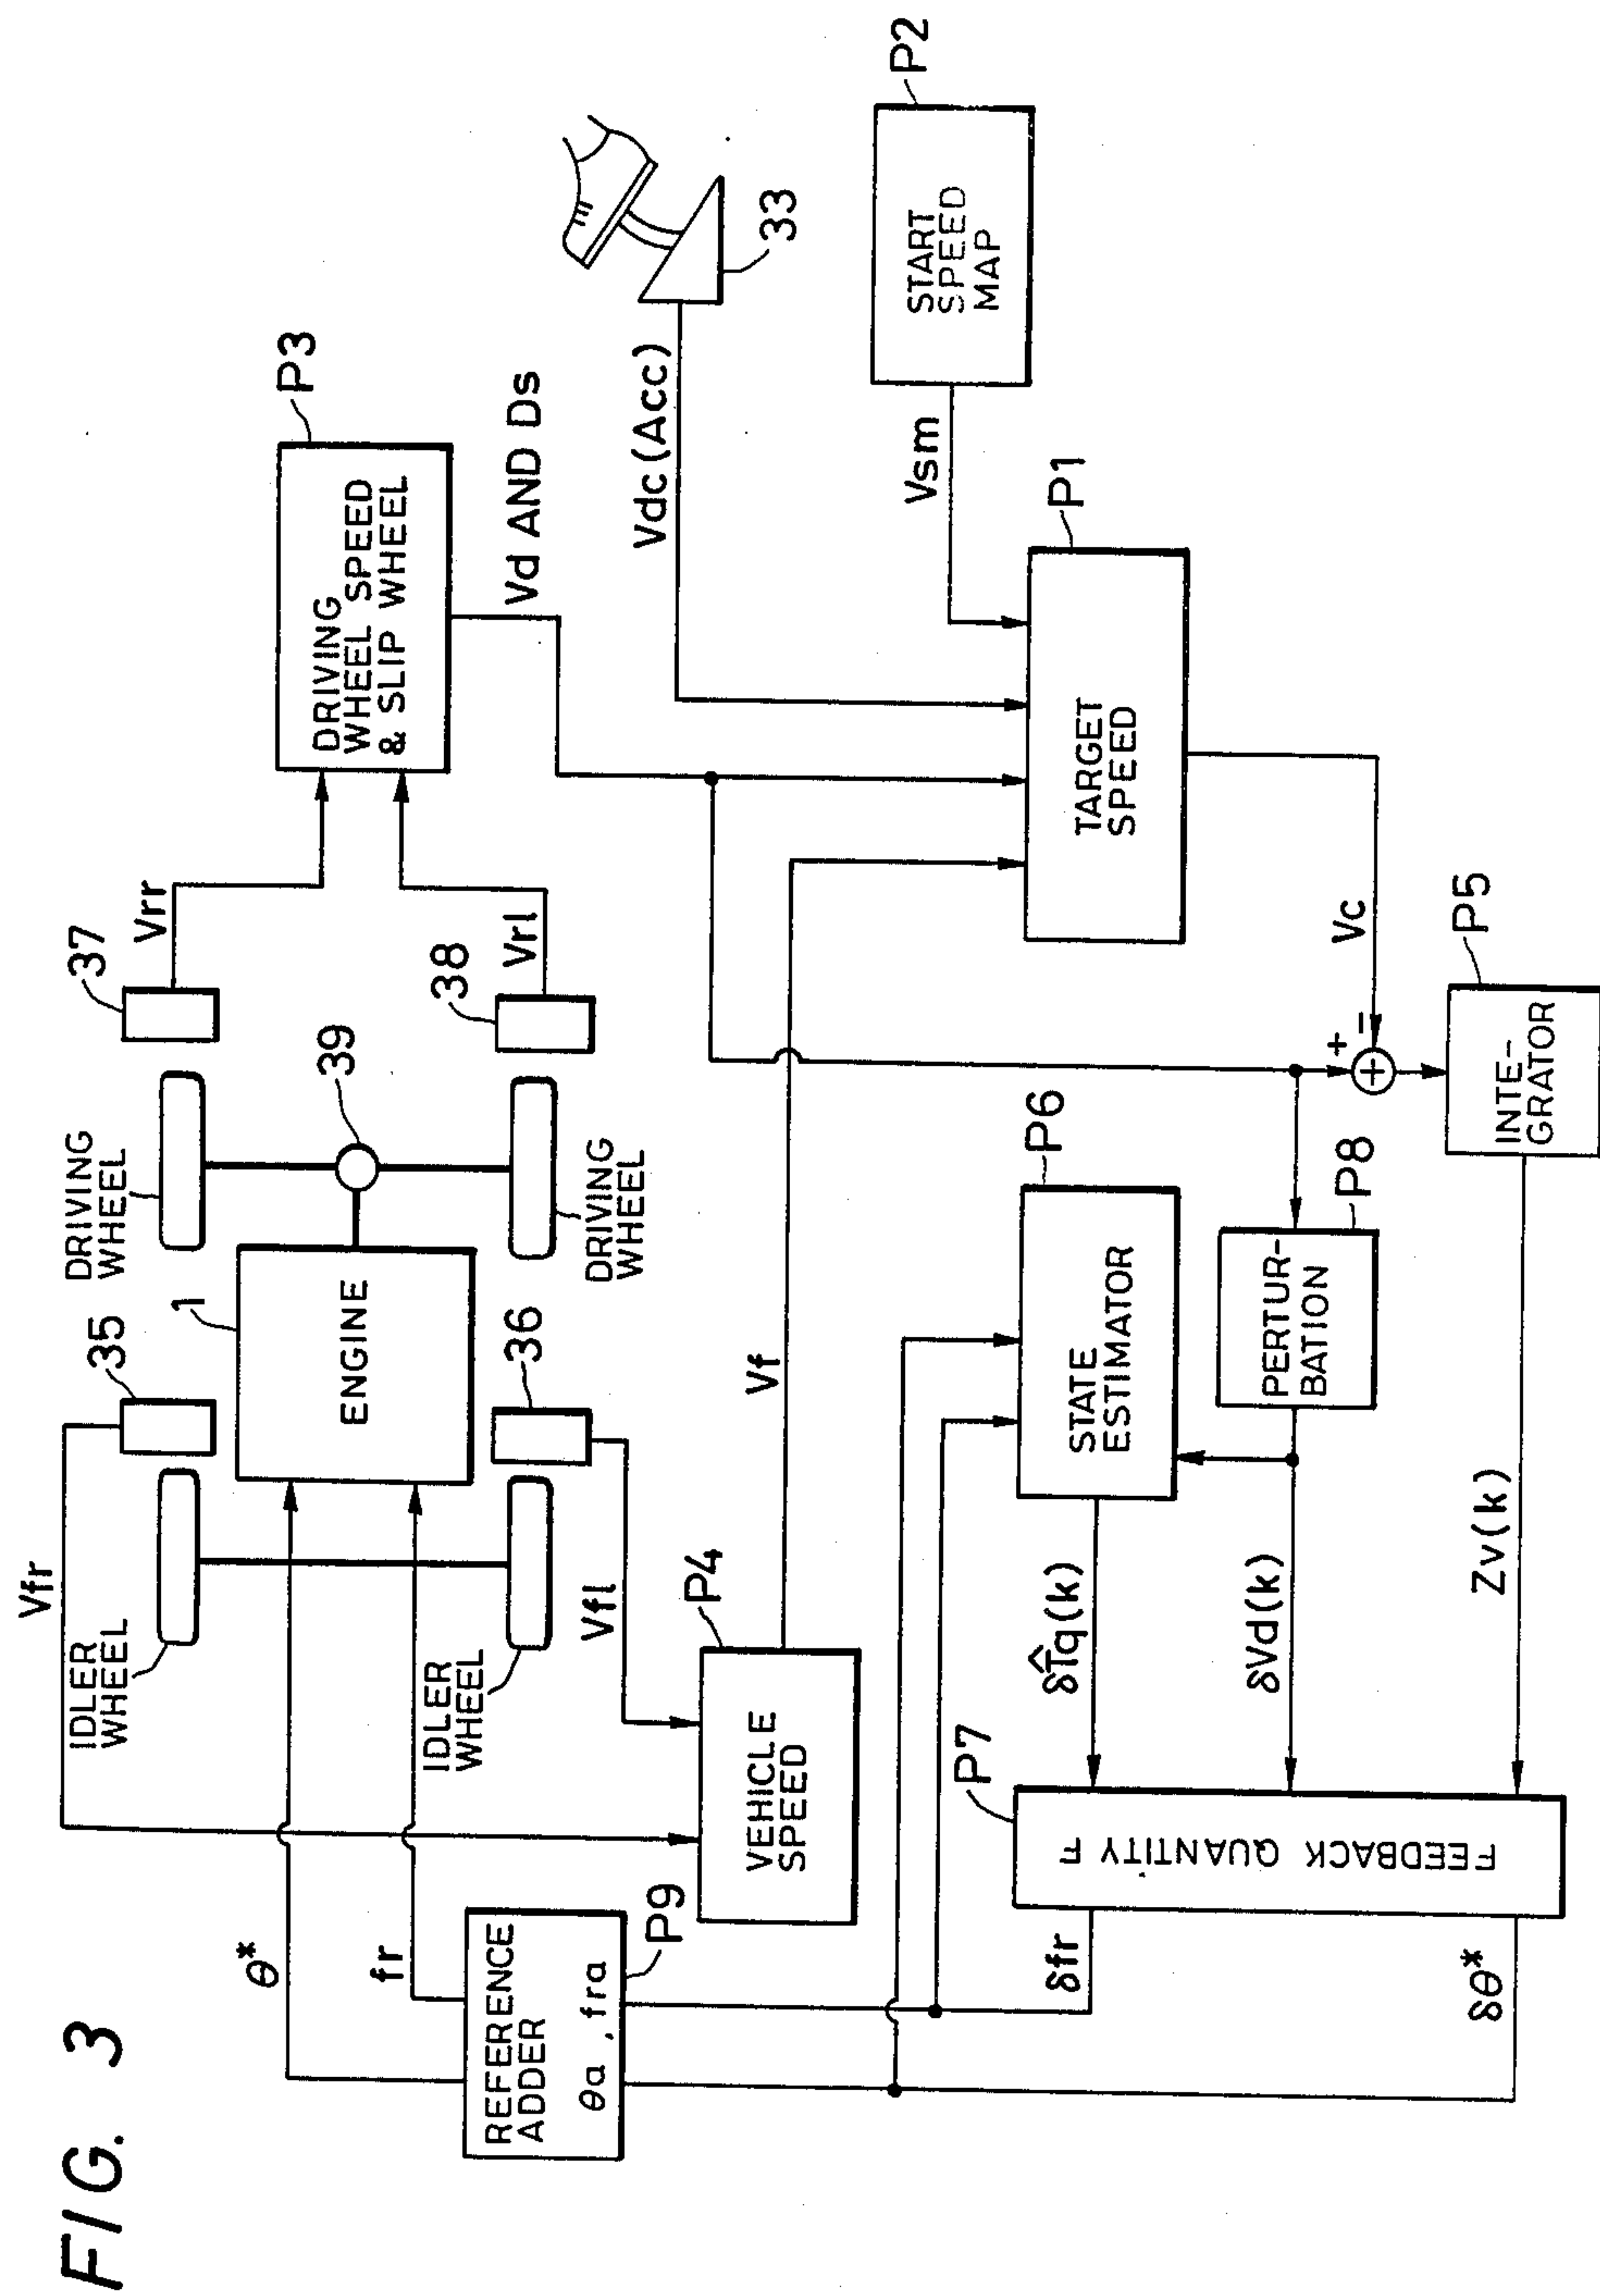 FIG. 3
Vfr
IDLER
WHEEL
35
1
ENGINE
DRIVING
WHEEL
37
Vrr
39
38
Vrl
DRIVING
WHEEL
36
IDLER
WHEEL
Vfl
θ*
fr
REFERENCE
ADDER
θa , fra
P9
P4
VEHICLE
SPEED
Vf
P3
DRIVING
WHEEL SPEED
& SLIP WHEEL
Vd AND Ds
Vdc (Acc)
33
P2
START
SPEED
MAP
Vsm
P1
TARGET
SPEED
Vc
+
−
+
P5
INTE-
GRATOR
P6
STATE
ESTIMATOR
P8
PERTUR-
BATION
δT̂q(k)
δVd(k)
Zv(k)
P7
FEEDBACK QUANTITY F
δfr
δθ*